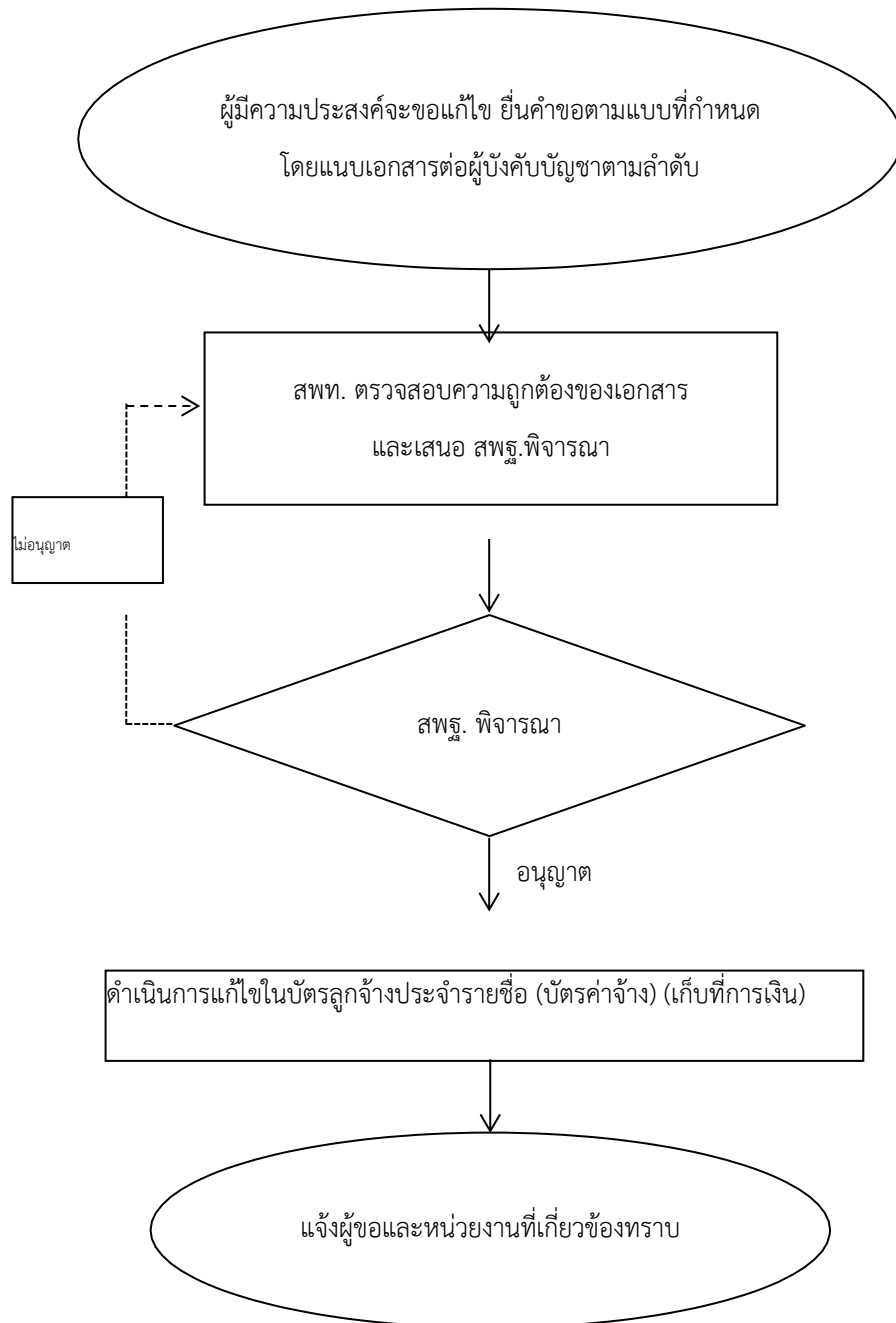 ผู้มีความประสงค์จะขอแก้ไข ยื่นคำขอตามแบบที่กำหนด
โดยแนบเอกสารต่อผู้บังคับบัญชาตามลำดับ
สพท. ตรวจสอบความถูกต้องของเอกสาร
และเสนอ สพฐ.พิจารณา
ไม่อนุญาต
สพฐ. พิจารณา
อนุญาต
ดำเนินการแก้ไขในบัตรลูกจ้างประจำรายชื่อ (บัตรค่าจ้าง) (เก็บที่การเงิน)
แจ้งผู้ขอและหน่วยงานที่เกี่ยวข้องทราบ